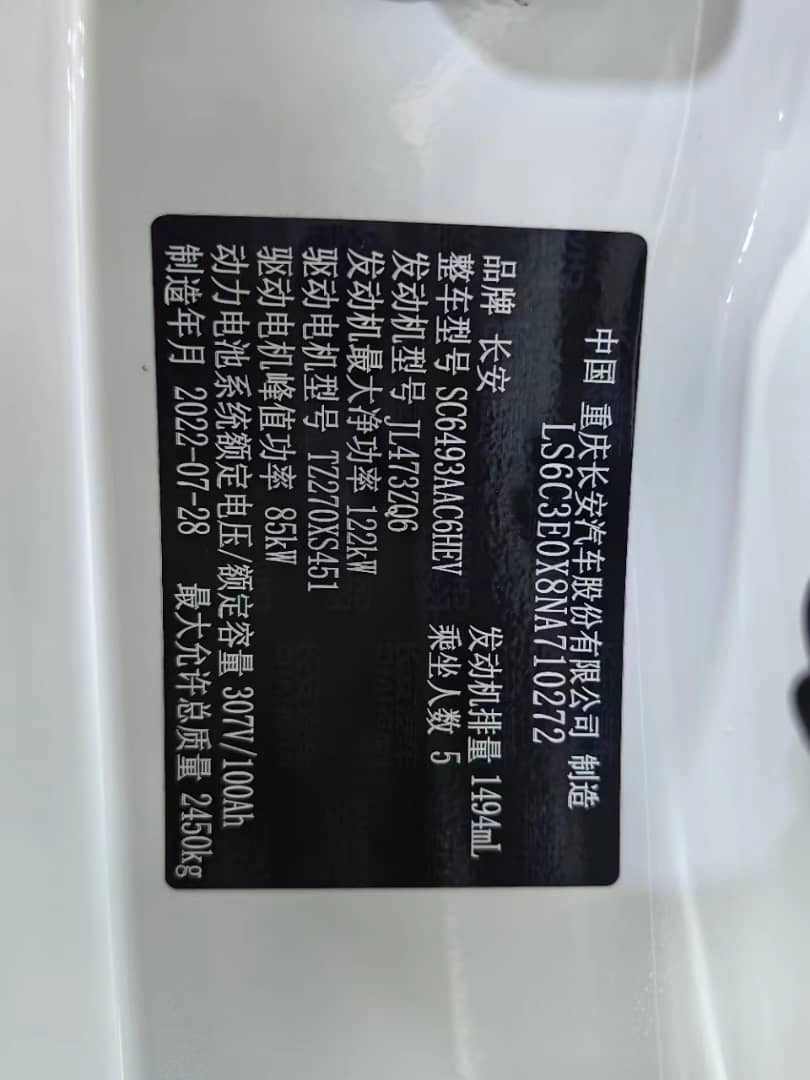 中国 重庆长安汽车股份有限公司 制造
LS6C3E0X8NA710272
品牌 长安 发动机排量 1494mL
整车型号 SC6493AAC6HEV 乘坐人数 5
发动机型号 JL473ZQ6
发动机最大净功率 122kW
驱动电机型号 TZ270XS451
驱动电机峰值功率 85kW
动力电池系统额定电压/额定容量 307V/100Ah
制造年月 2022-07-28 最大允许总质量 2450kg